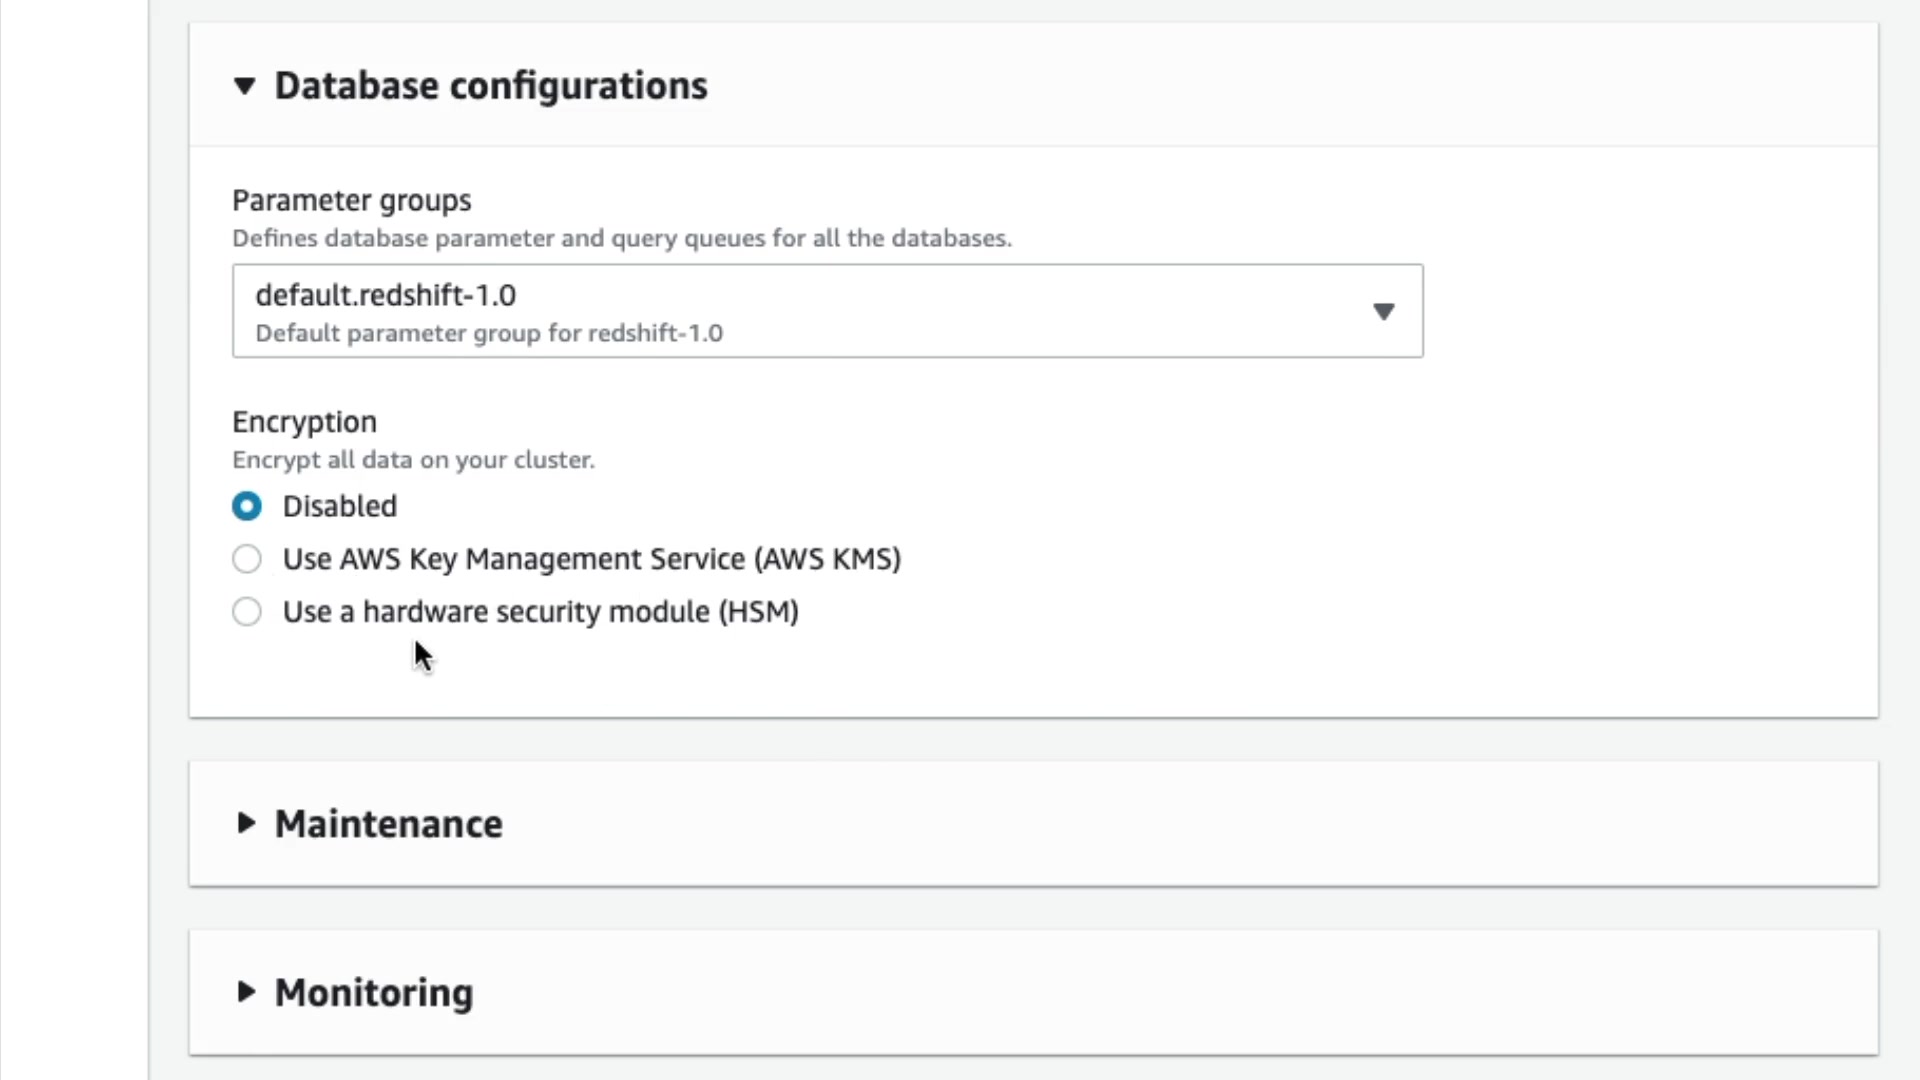 Database configurations
Parameter groups
Defines database parameter and query queues for all the databases.
default.redshift-1.0
Default parameter group for redshift-1.0
Encryption
Encrypt all data on your cluster.
Disabled
Use AWS Key Management Service (AWS KMS)
Use a hardware security module (HSM)
Maintenance
Monitoring